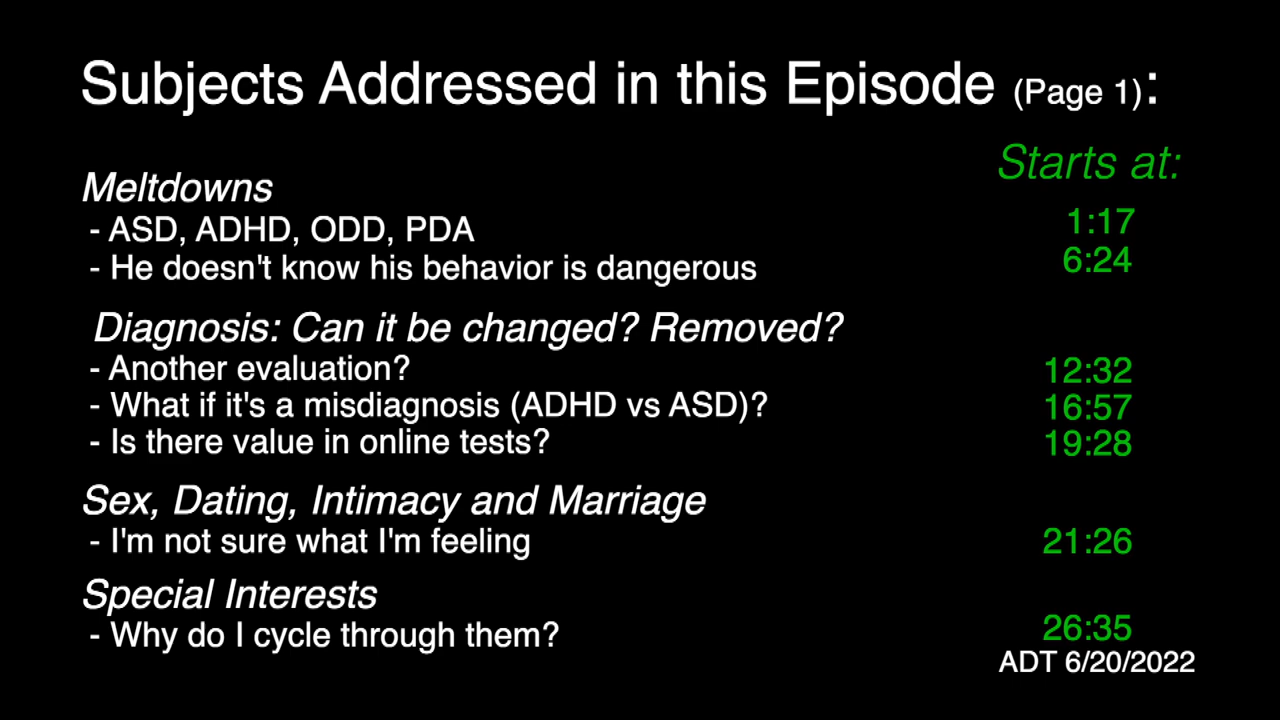 Subjects Addressed in this Episode (Page 1):
Starts at:
Meltdowns
- ASD, ADHD, ODD, PDA 1:17
- He doesn't know his behavior is dangerous 6:24
Diagnosis: Can it be changed? Removed?
- Another evaluation? 12:32
- What if it's a misdiagnosis (ADHD vs ASD)? 16:57
- Is there value in online tests? 19:28
Sex, Dating, Intimacy and Marriage
- I'm not sure what I'm feeling 21:26
Special Interests
- Why do I cycle through them? 26:35
ADT 6/20/2022